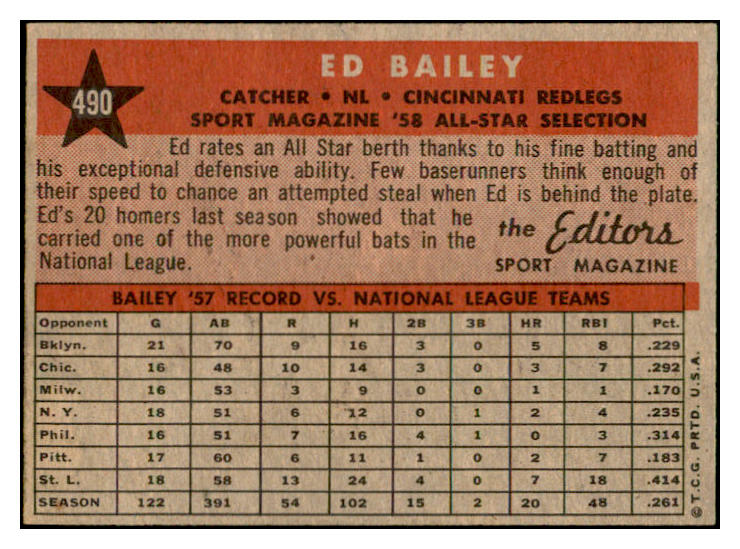 490
ED BAILEY
CATCHER • NL • CINCINNATI REDLEGS
SPORT MAGAZINE '58 ALL-STAR SELECTION
Ed rates an All Star berth thanks to his fine batting and
his exceptional defensive ability. Few baserunners think enough of
their speed to chance an attempted steal when Ed is behind the plate.
Ed's 20 homers last season showed that he
carried one of the more powerful bats in the
National League.
the Editors
SPORT MAGAZINE
BAILEY '57 RECORD VS. NATIONAL LEAGUE TEAMS
Opponent G AB R H 2B 3B HR RBI Pct.
Bklyn. 21 70 9 16 3 0 5 8 .229
Chic. 16 48 10 14 3 0 3 7 .292
Milw. 16 53 3 9 0 0 1 1 .170
N. Y. 18 51 6 12 0 1 2 4 .235
Phil. 16 51 7 16 4 1 0 3 .314
Pitt. 17 60 6 11 1 0 2 7 .183
St. L. 18 58 13 24 4 0 7 18 .414
SEASON 122 391 54 102 15 2 20 48 .261
© T.C.G. PRTD. U.S.A.